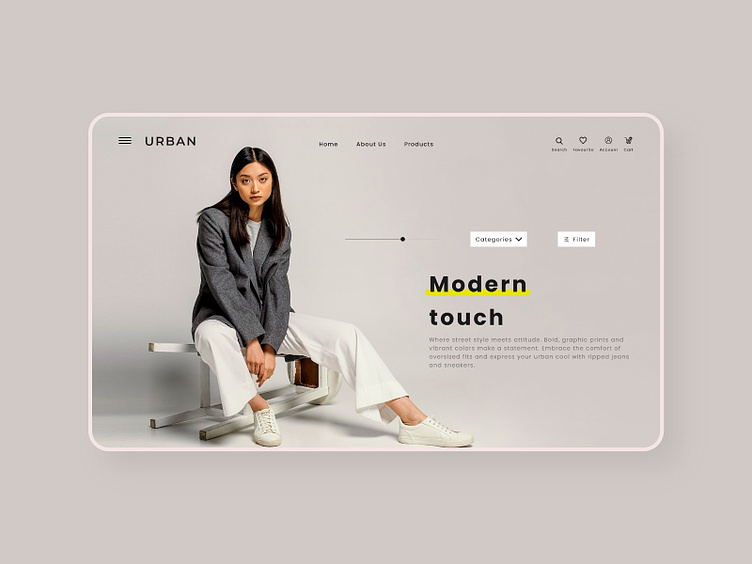 URBAN
Home About Us Products
Search Favourite Account Cart
Categories Filter
Modern
touch
Where street style meets attitude. Bold, graphic prints and
vibrant colors make a statement. Embrace the comfort of
oversized fits and express your urban cool with ripped jeans
and sneakers.